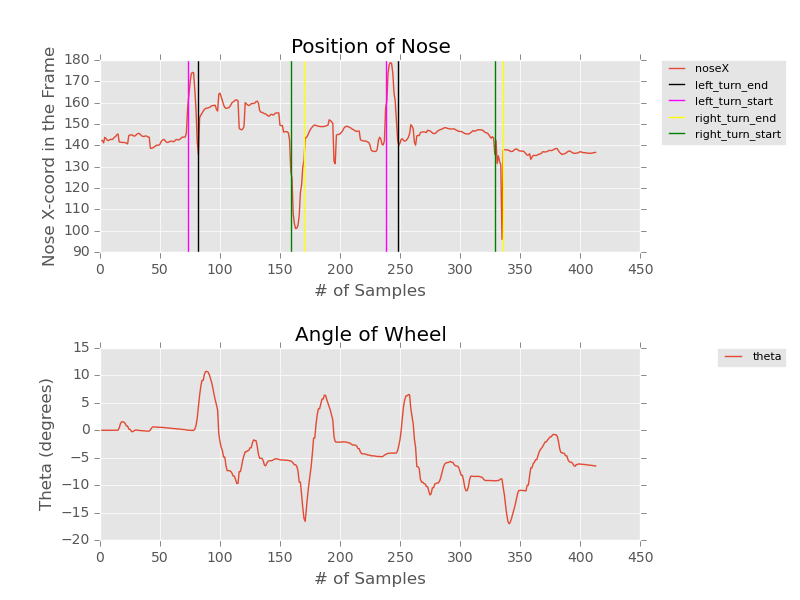 Position of Nose
Nose X-coord in the Frame
180
170
160
150
140
130
120
110
100
90
0 50 100 150 200 250 300 350 400 450
# of Samples
noseX
left_turn_end
left_turn_start
right_turn_end
right_turn_start
Angle of Wheel
Theta (degrees)
15
10
5
0
−5
−10
−15
−20
0 50 100 150 200 250 300 350 400 450
# of Samples
theta